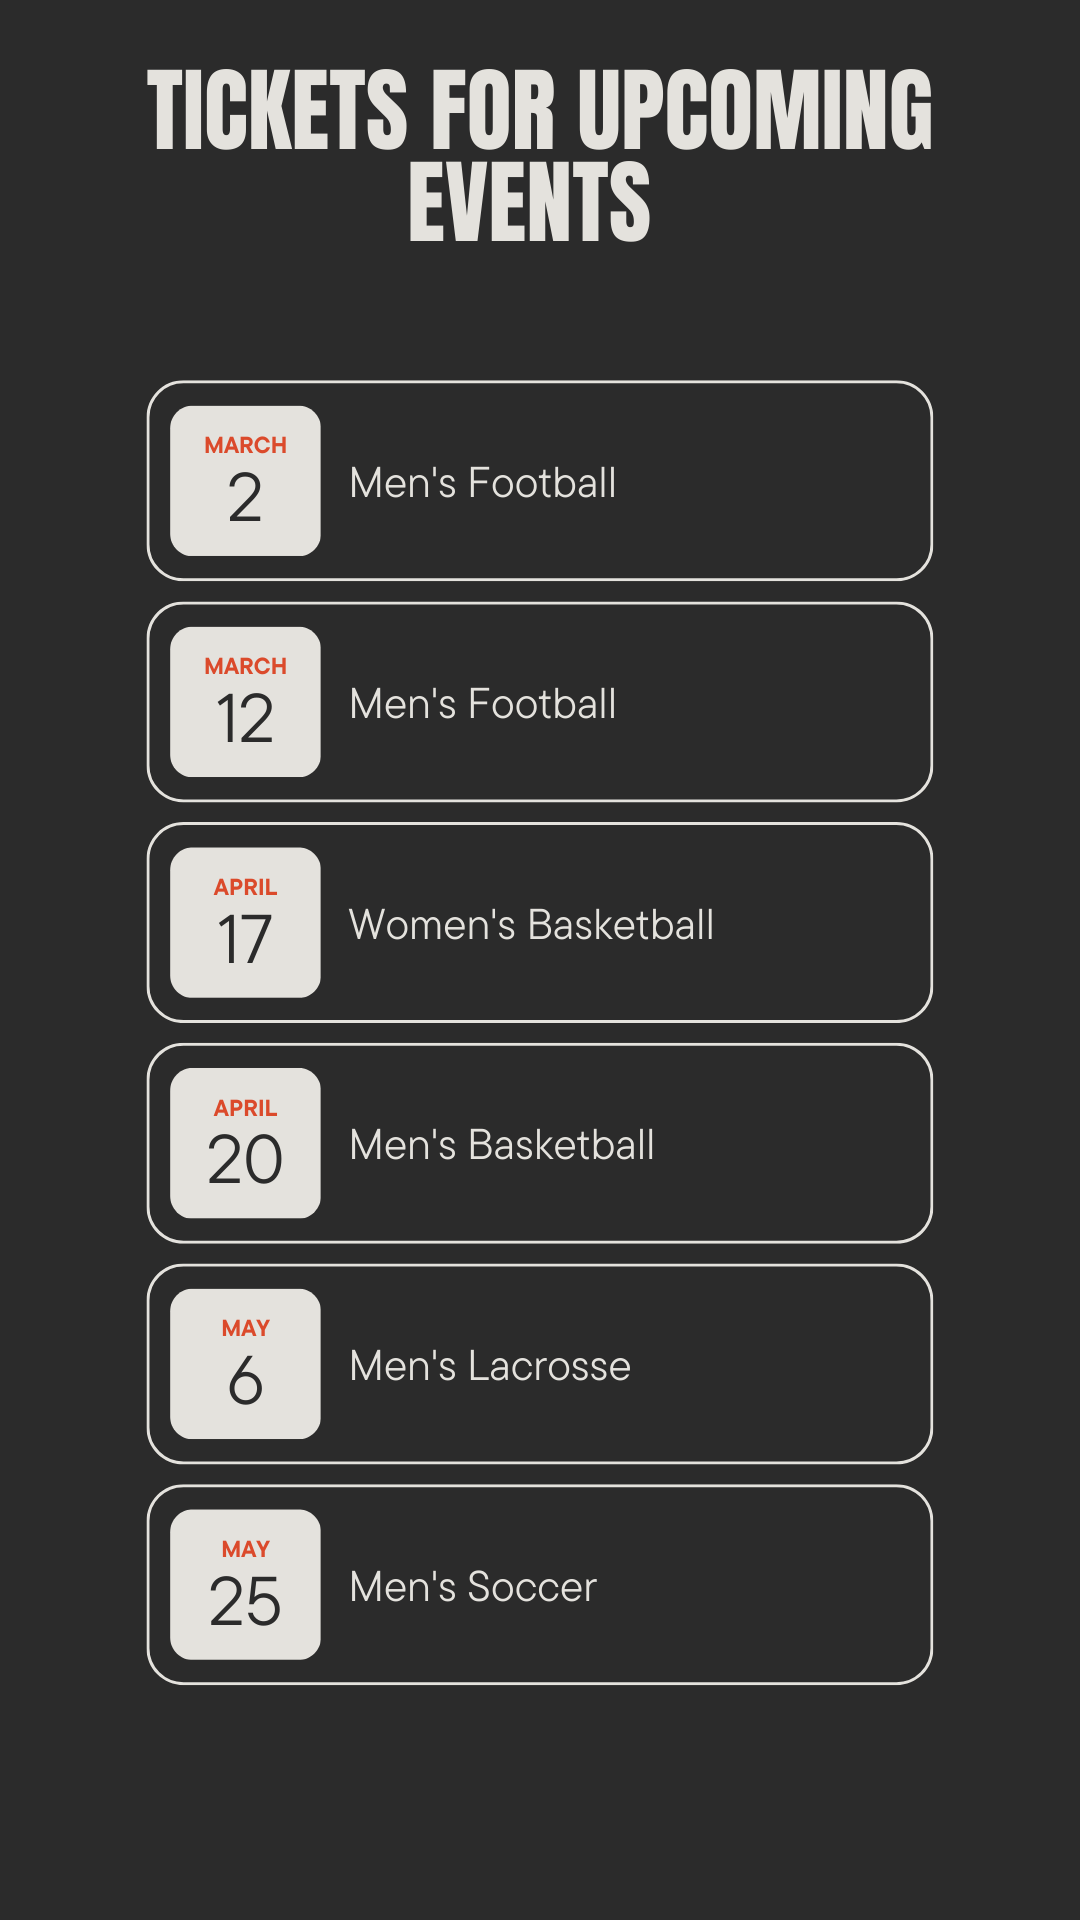 TICKETS FOR UPCOMING
EVENTS
MARCH
2
Men's Football
MARCH
12
Men's Football
APRIL
17
Women's Basketball
APRIL
20
Men's Basketball
MAY
6
Men's Lacrosse
MAY
25
Men's Soccer